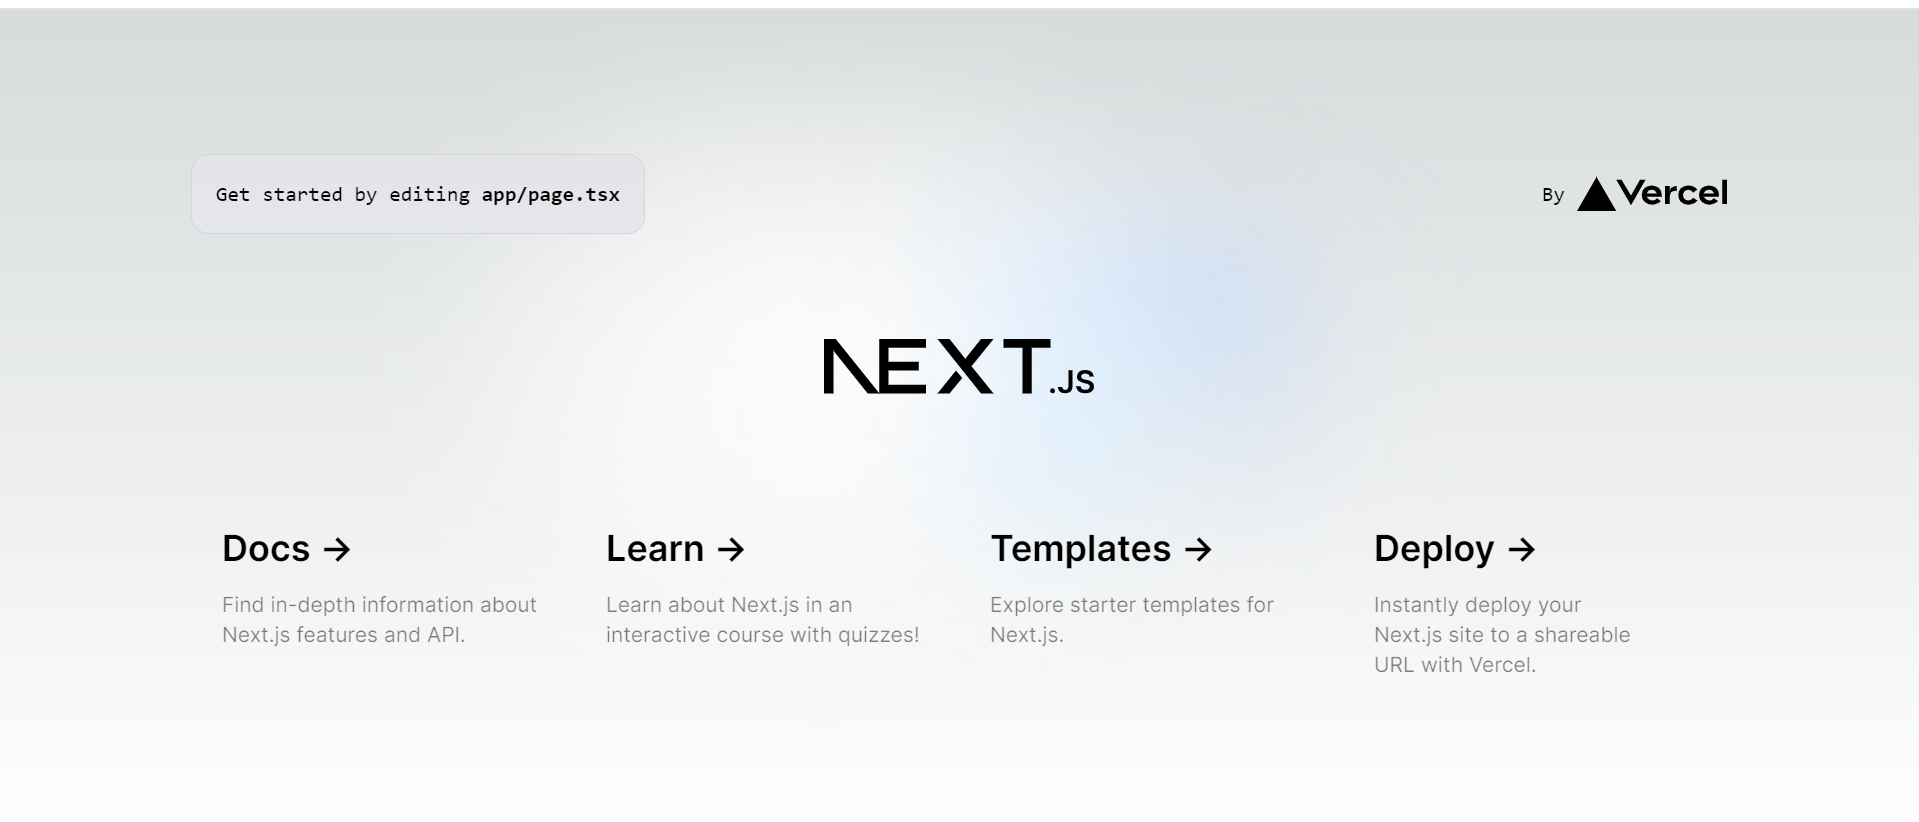 Get started by editing app/page.tsx
By Vercel
NEXT.JS
Docs →
Find in-depth information about
Next.js features and API.
Learn →
Learn about Next.js in an
interactive course with quizzes!
Templates →
Explore starter templates for
Next.js.
Deploy →
Instantly deploy your
Next.js site to a shareable
URL with Vercel.